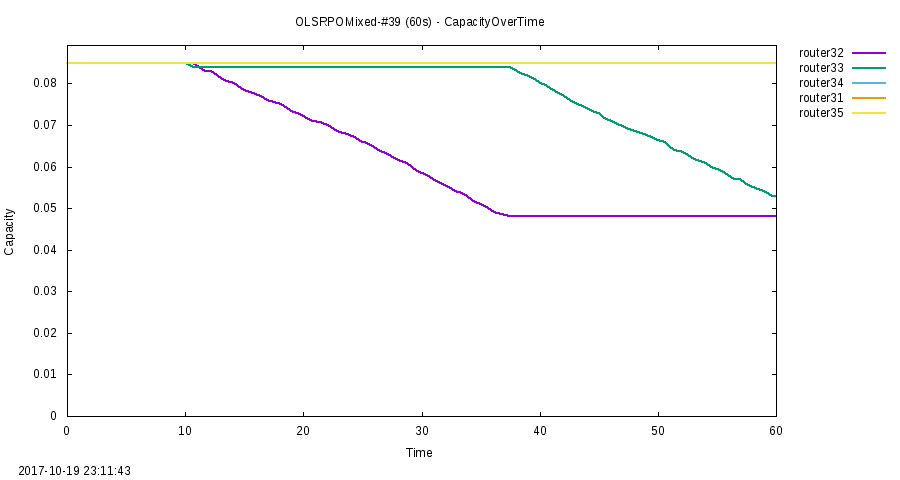 OLSRPOMixed-#39 (60s) - CapacityOverTime
router32
router33
router34
router31
router35
0.08
0.07
0.06
0.05
0.04
0.03
0.02
0.01
0
Capacity
0 10 20 30 40 50 60
Time
2017-10-19 23:11:43